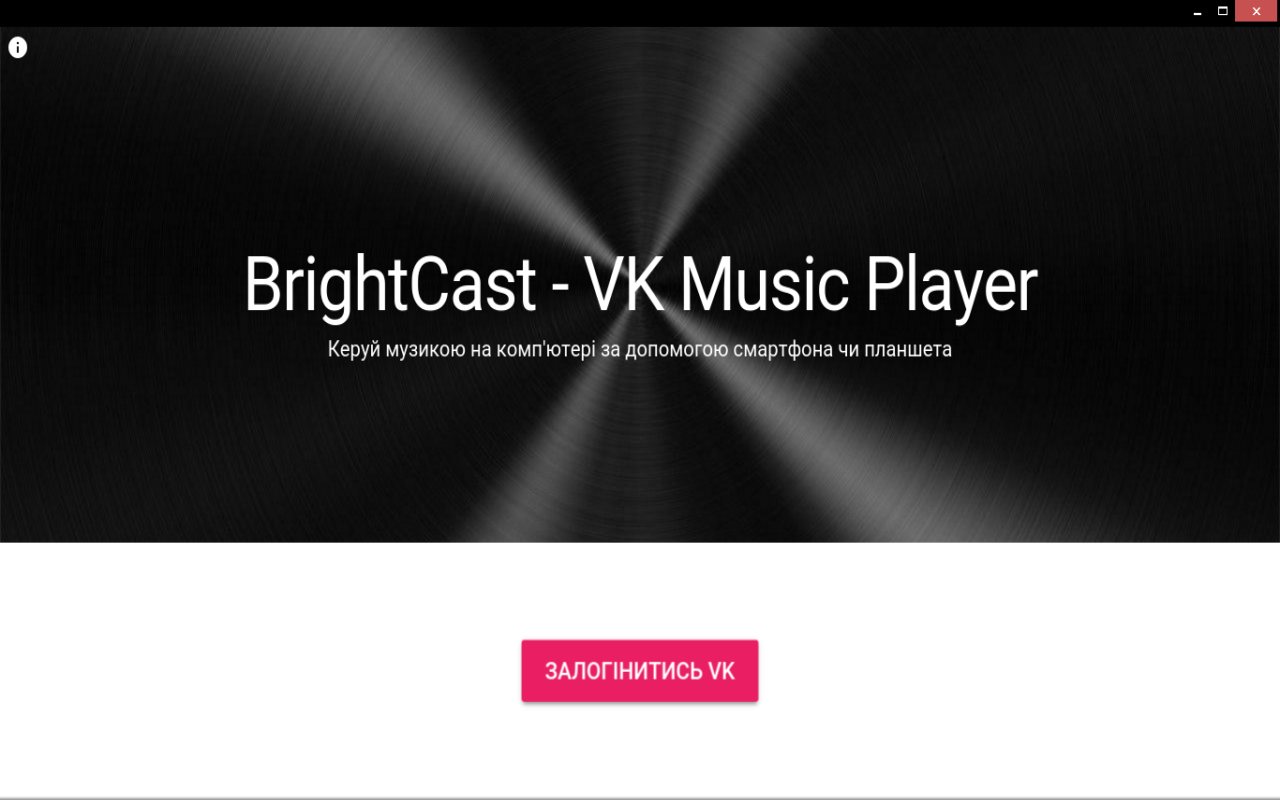 BrightCast - VK Music Player
Керуй музикою на комп'ютері за допомогою смартфона чи планшета
ЗАЛОГІНИТИСЬ VK